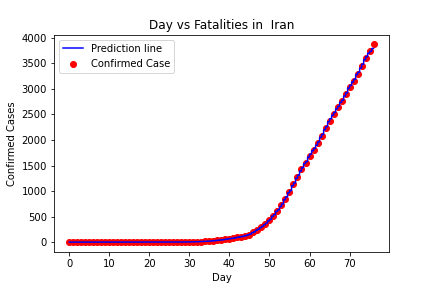 Day vs Fatalities in  Iran
Prediction line
Confirmed Case
4000
3500
3000
2500
2000
1500
1000
500
0
Confirmed Cases
0 10 20 30 40 50 60 70
Day